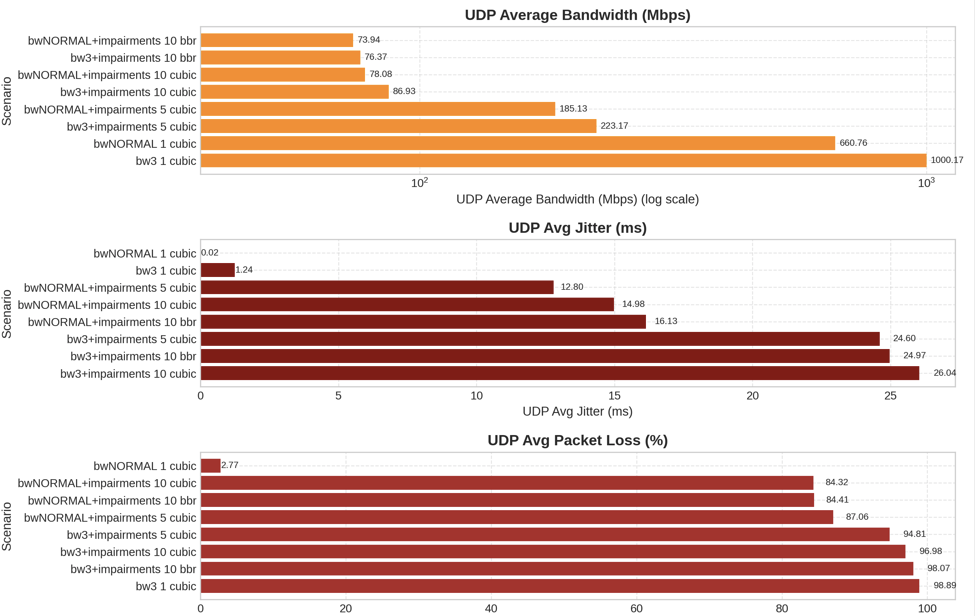 UDP Average Bandwidth (Mbps)
Scenario
bwNORMAL+impairments 10 bbr 73.94
bw3+impairments 10 bbr 76.37
bwNORMAL+impairments 10 cubic 78.08
bw3+impairments 10 cubic 86.93
bwNORMAL+impairments 5 cubic 185.13
bw3+impairments 5 cubic 223.17
bwNORMAL 1 cubic 660.76
bw3 1 cubic 1000.17
10² 10³
UDP Average Bandwidth (Mbps) (log scale)
UDP Avg Jitter (ms)
Scenario
bwNORMAL 1 cubic 0.02
bw3 1 cubic 1.24
bwNORMAL+impairments 5 cubic 12.80
bwNORMAL+impairments 10 cubic 14.98
bwNORMAL+impairments 10 bbr 16.13
bw3+impairments 5 cubic 24.60
bw3+impairments 10 bbr 24.97
bw3+impairments 10 cubic 26.04
0 5 10 15 20 25
UDP Avg Jitter (ms)
UDP Avg Packet Loss (%)
Scenario
bwNORMAL 1 cubic 2.77
bwNORMAL+impairments 10 cubic 84.32
bwNORMAL+impairments 10 bbr 84.41
bwNORMAL+impairments 5 cubic 87.06
bw3+impairments 5 cubic 94.81
bw3+impairments 10 cubic 96.98
bw3+impairments 10 bbr 98.07
bw3 1 cubic 98.89
0 20 40 60 80 100